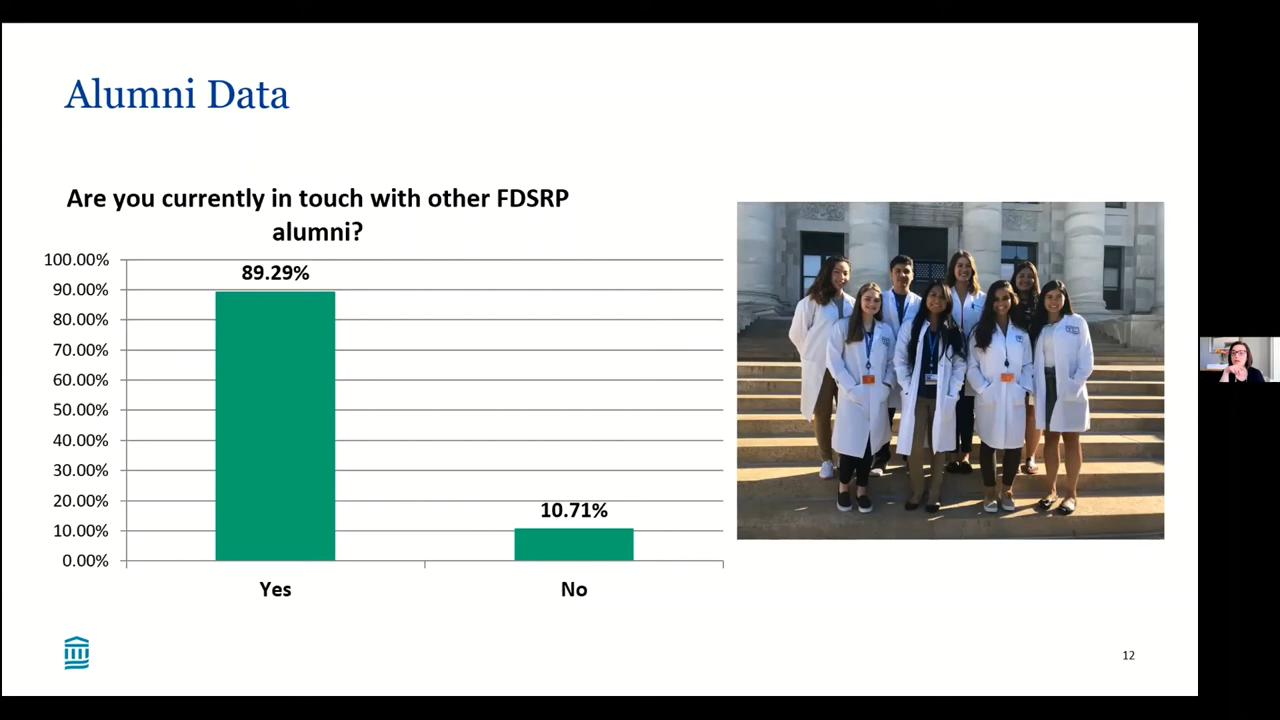 Alumni Data
Are you currently in touch with other FDSRP
alumni?
100.00%
90.00%
80.00%
70.00%
60.00%
50.00%
40.00%
30.00%
20.00%
10.00%
0.00%
89.29%
10.71%
Yes
No
12